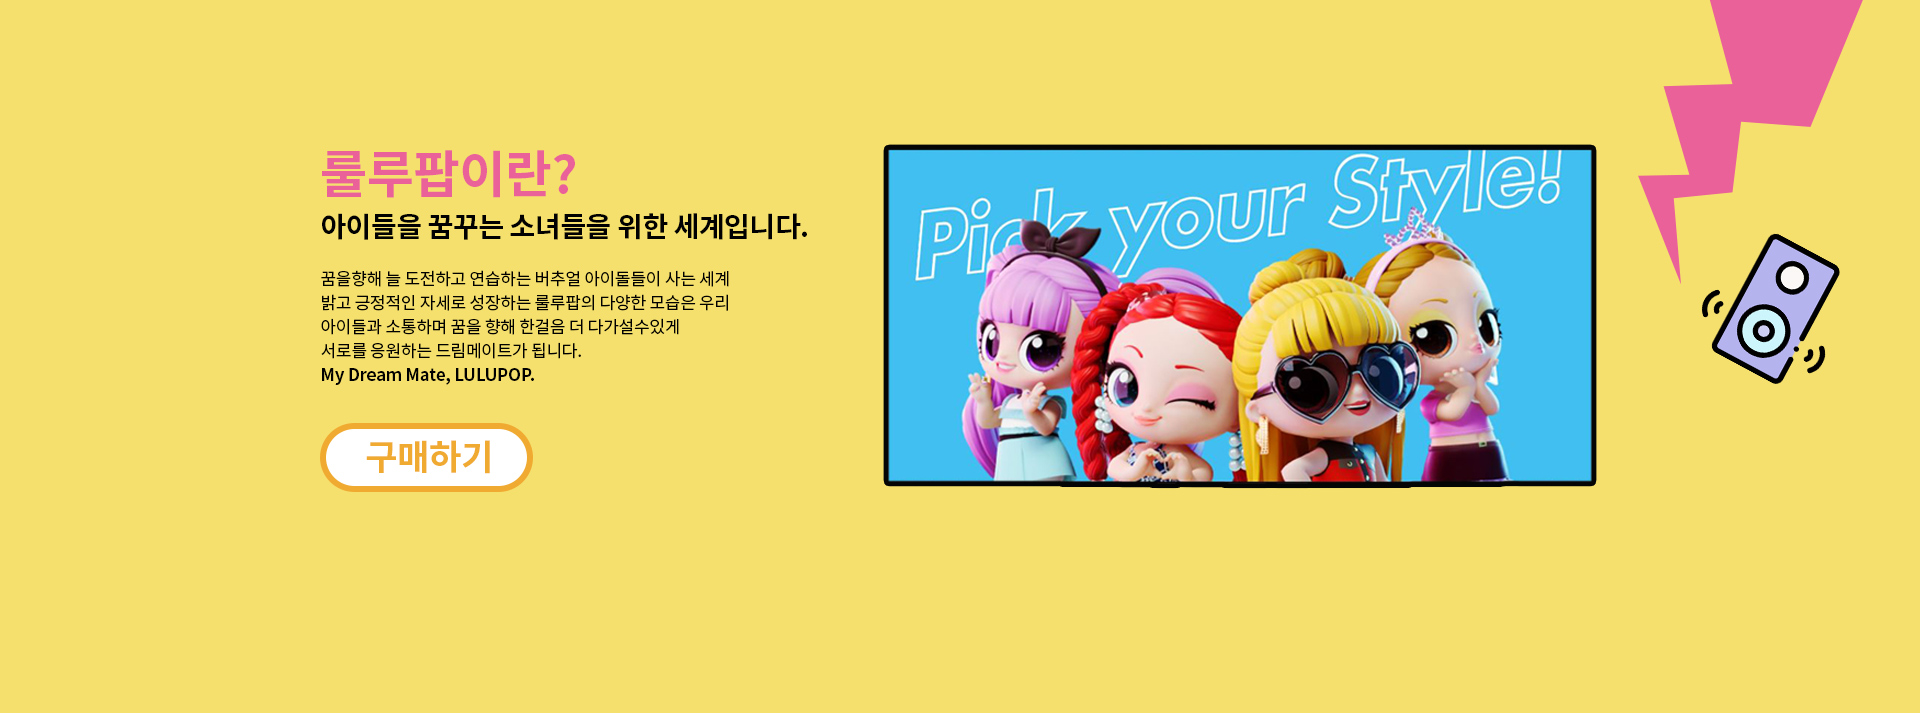 룰루팝이란?
아이들을 꿈꾸는 소녀들을 위한 세계입니다.
꿈을향해 늘 도전하고 연습하는 버추얼 아이돌들이 사는 세계
밝고 긍정적인 자세로 성장하는 룰루팝의 다양한 모습은 우리
아이들과 소통하며 꿈을 향해 한걸음 더 다가설수있게
서로를 응원하는 드림메이트가 됩니다.
My Dream Mate, LULUPOP.
구매하기
Pick your Style!